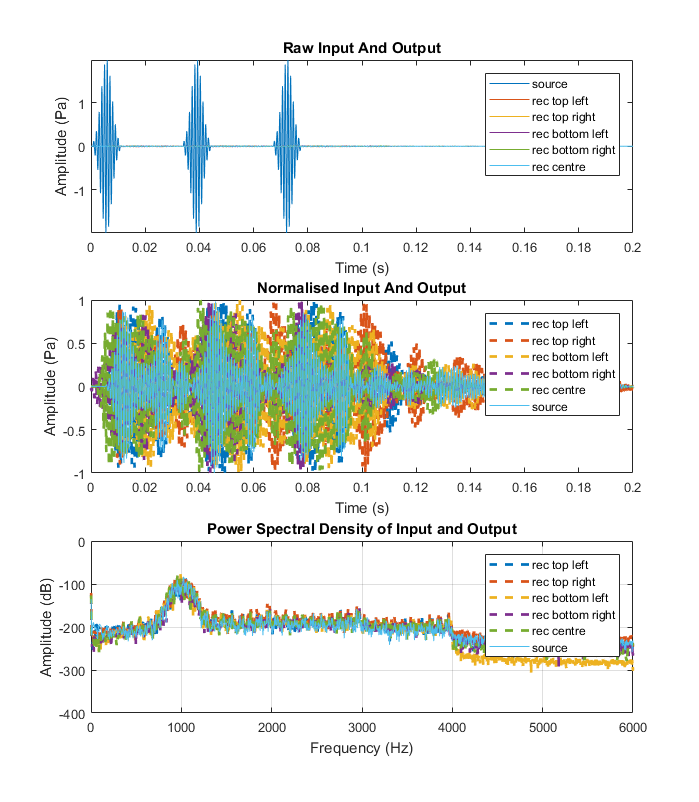 Raw Input And Output
Amplitude (Pa)
1
0
-1
source
rec top left
rec top right
rec bottom left
rec bottom right
rec centre
0 0.02 0.04 0.06 0.08 0.1 0.12 0.14 0.16 0.18 0.2
Time (s)
Normalised Input And Output
Amplitude (Pa)
1
0.5
0
-0.5
-1
rec top left
rec top right
rec bottom left
rec bottom right
rec centre
source
0 0.02 0.04 0.06 0.08 0.1 0.12 0.14 0.16 0.18 0.2
Time (s)
Power Spectral Density of Input and Output
Amplitude (dB)
0
-100
-200
-300
-400
rec top left
rec top right
rec bottom left
rec bottom right
rec centre
source
0 1000 2000 3000 4000 5000 6000
Frequency (Hz)